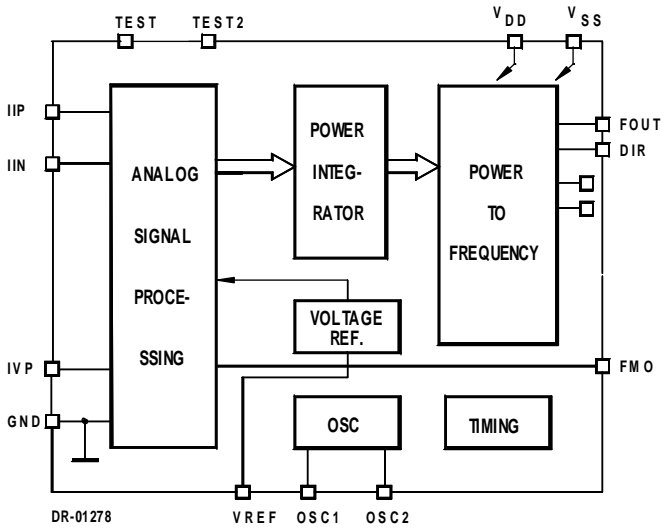 TEST TEST2 VDD VSS
IIP
IIN
ANALOG
SIGNAL
PROCE-
SSING
POWER
INTEG-
RATOR
POWER
TO
FREQUENCY
FOUT
DIR
VOLTAGE
REF.
IVP
FMO
GND
OSC
TIMING
DR-01278
VREF OSC1 OSC2